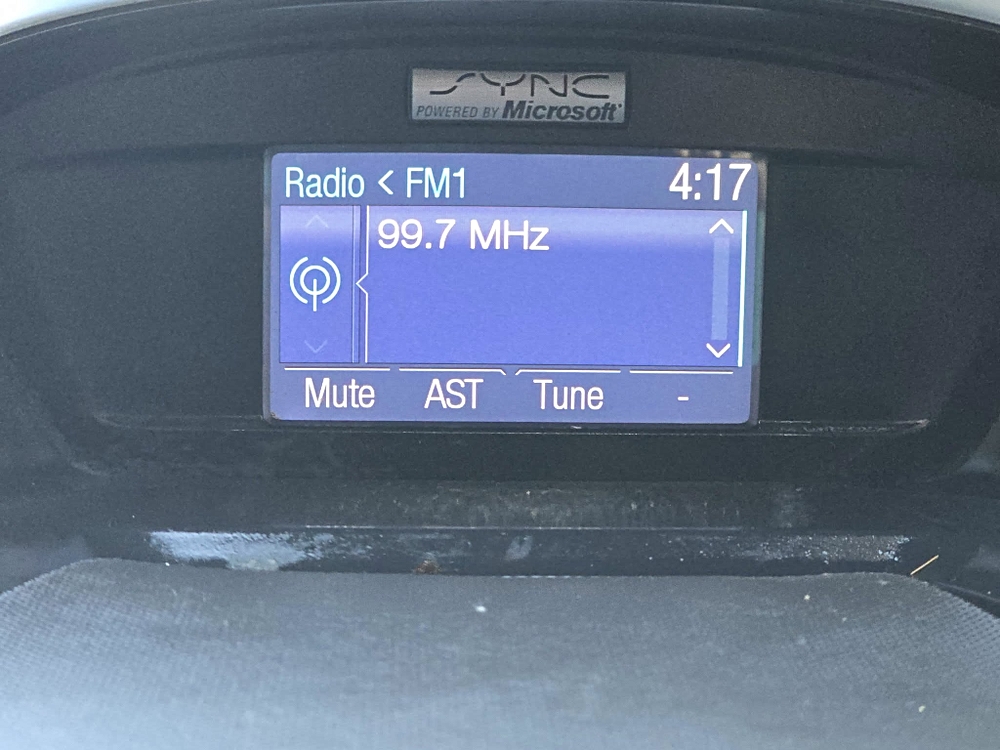 SYNC
POWERED BY Microsoft
Radio < FM1 4:17
99.7 MHz
Mute AST Tune -